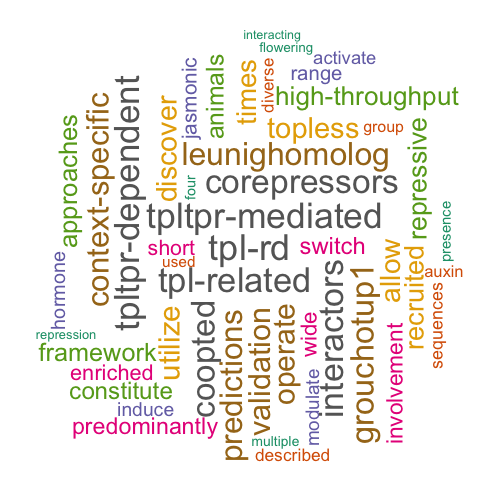 interacting
flowering
activate
range
diverse
times
animals
jasmonic
high-throughput
topless
group
discover
leunighomolog
approaches
context-specific
tpltpr-dependent
four
corepressors
repressive
tpltpr-mediated
presence
short
used
tpl-rd
switch
hormone
tpl-related
allow
recruited
auxin
sequences
repression
framework
enriched
constitute
induce
predominantly
utilize
coopted
predictions
validation
operate
wide
modulate
interactors
grouchotup1
involvement
multiple
described